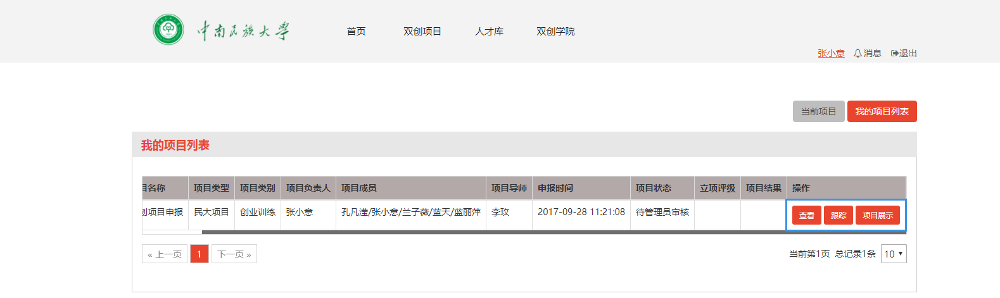 中南民族大学
首页 双创项目 人才库 双创学院
张小意 消息 退出
当前项目 我的项目列表
我的项目列表
目名称 项目类型 项目类别 项目负责人 项目成员 项目导师 申报时间 项目状态 立项评级 项目结果 操作
创项目申报 民大项目 创业训练 张小意 孔凡滢/张小意/兰子薇/蓝天/蓝丽萍 李玫 2017-09-28 11:21:08 待管理员审核 查看 跟踪 项目展示
« 上一页 1 下一页 » 当前第1页 总记录1条 10